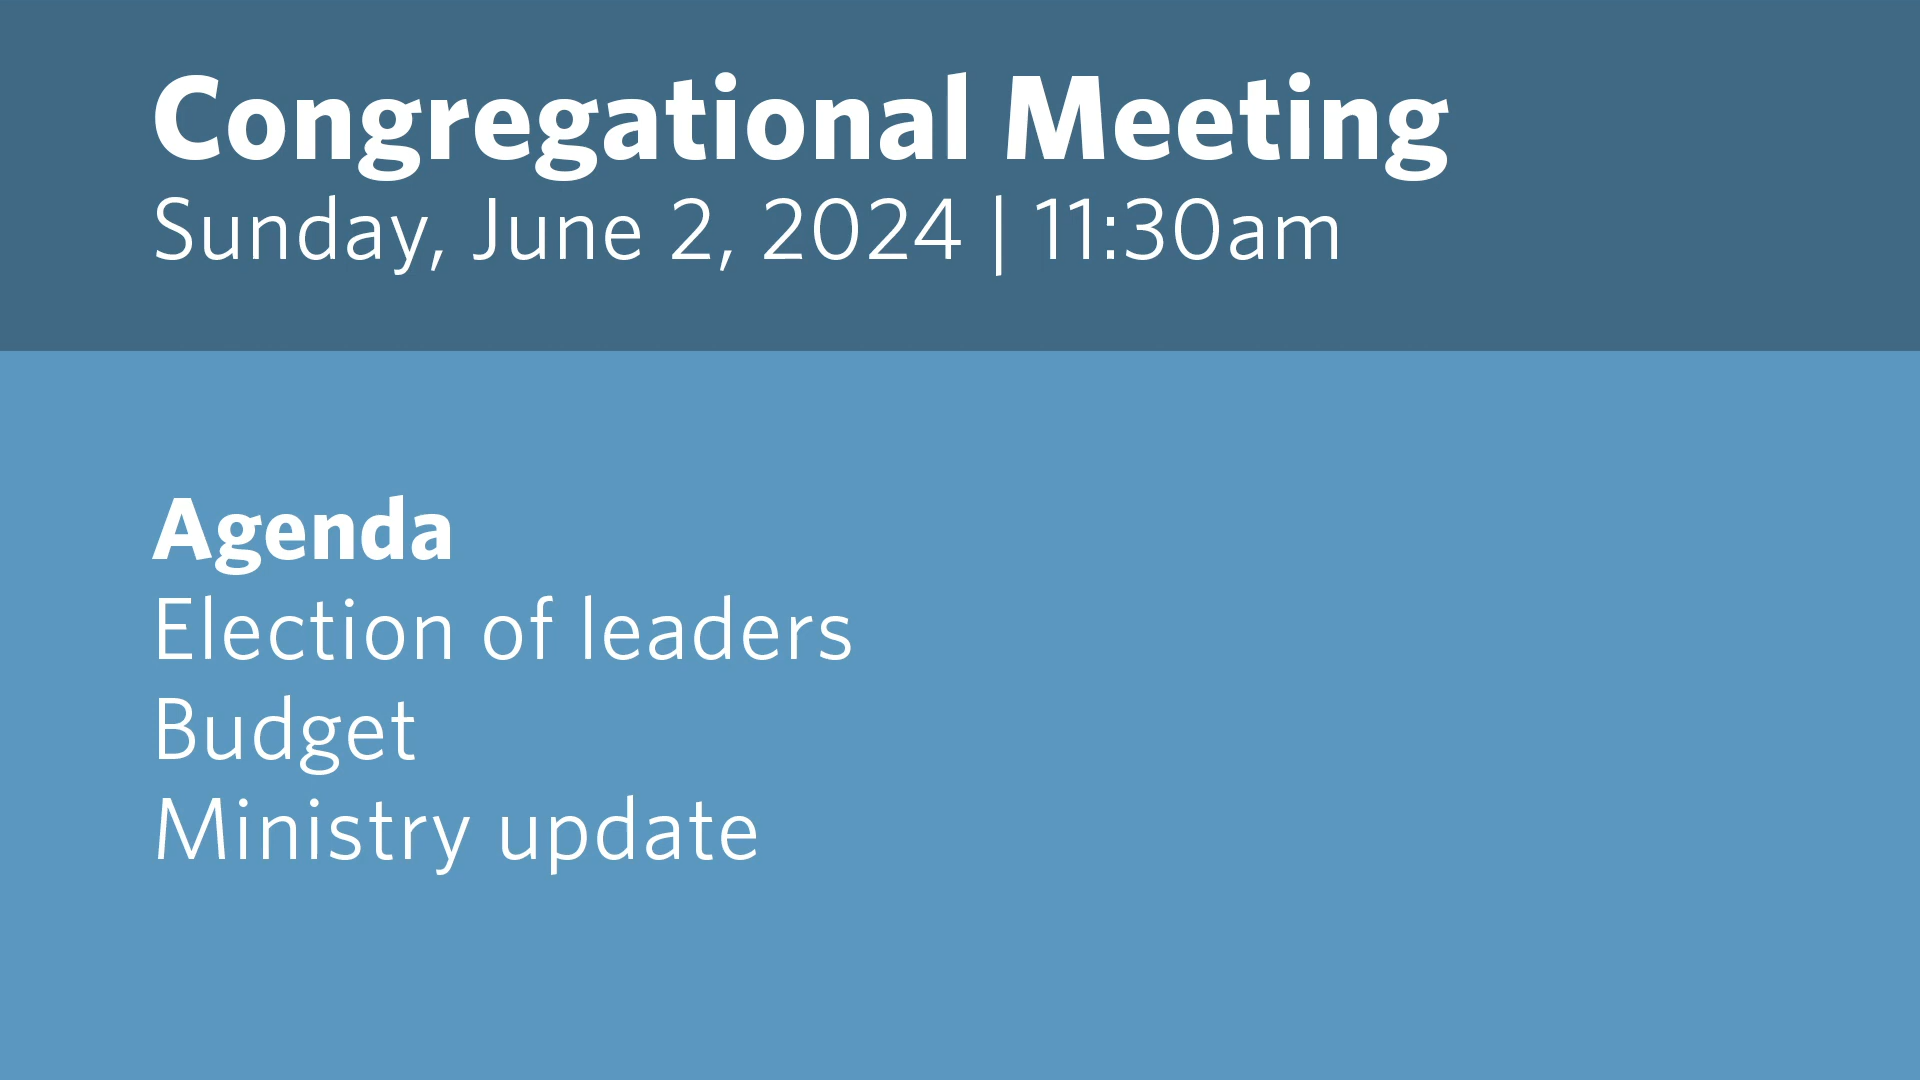 Congregational Meeting
Sunday, June 2, 2024 | 11:30am
Agenda
Election of leaders
Budget
Ministry update